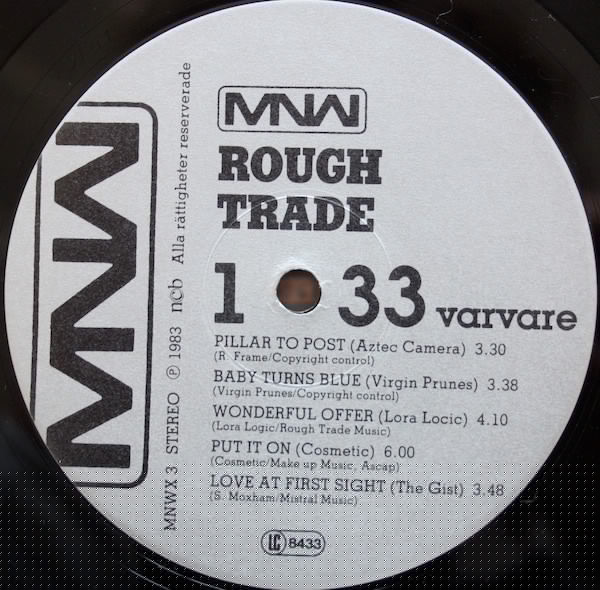 MNW
ROUGH
TRADE
1 33 varvare
PILLAR TO POST (Aztec Camera) 3.30
(R. Frame/Copyright control)
BABY TURNS BLUE (Virgin Prunes) 3.38
(Virgin Prunes/Copyright control)
WONDERFUL OFFER (Lora Locic) 4.10
(Lora Logic/Rough Trade Music)
PUT IT ON (Cosmetic) 6.00
(Cosmetic/Make up Music, Ascap)
LOVE AT FIRST SIGHT (The Gist) 3.48
(S. Moxham/Mistral Music)
LC 8433
MNW
MNWX 3 STEREO ℗ 1983 ncb Alla rättigheter reserverade